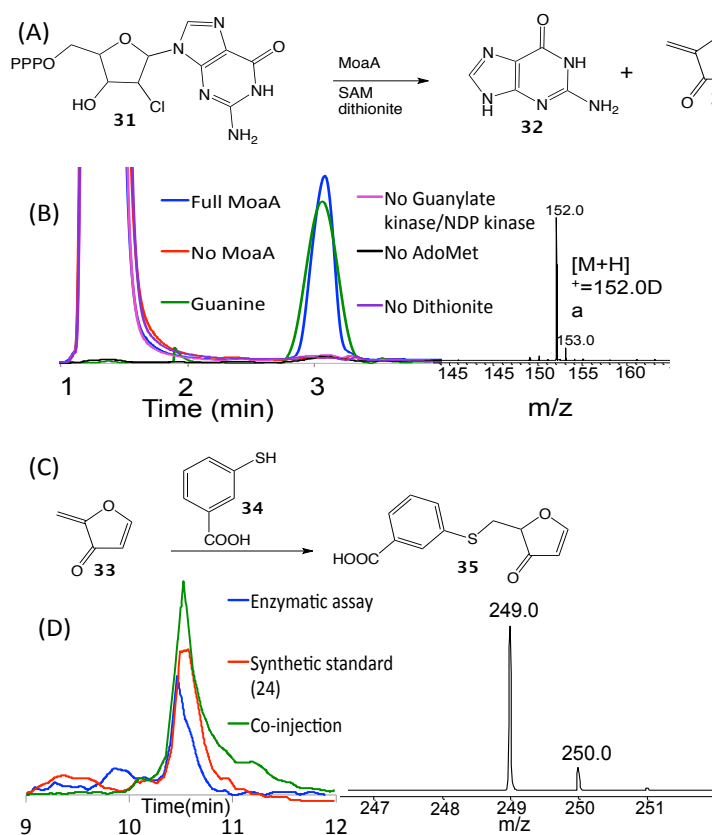 (A)
PPPO
O
HO
Cl
N
N
N
O
NH
NH₂
31
MoaA
SAM
dithionite
N
N
H
O
NH
N
NH₂
32
+
O
(B)
Full MoaA
No MoaA
Guanine
No Guanylate
kinase/NDP kinase
No AdoMet
No Dithionite
152.0
[M+H]
⁺=152.0D
a
153.0
1
2
3
Time (min)
145 145 150 155 160
m/z
(C)
O
O
33
SH
34
COOH
HOOC
S
O
O
35
(D)
Enzymatic assay
Synthetic standard
(24)
Co-injection
249.0
250.0
9 10 11 12
Time(min)
247 248 249 250 251
m/z